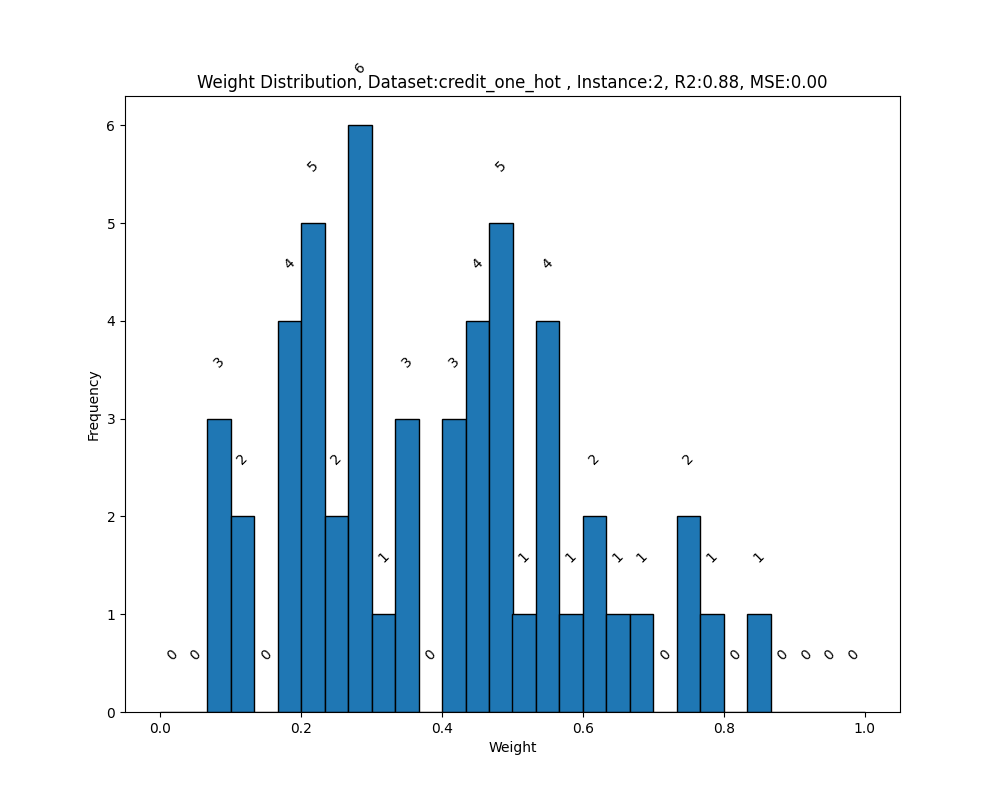 6
Weight Distribution, Dataset:credit_one_hot , Instance:2, R2:0.88, MSE:0.00
6
5
4
3
2
1
0
Frequency
0 0 3 2 0 4 5 2 1 3 0 3 4 5 1 4 1 2 1 1 0 2 1 0 1 0 0 0 0
0.0 0.2 0.4 0.6 0.8 1.0
Weight